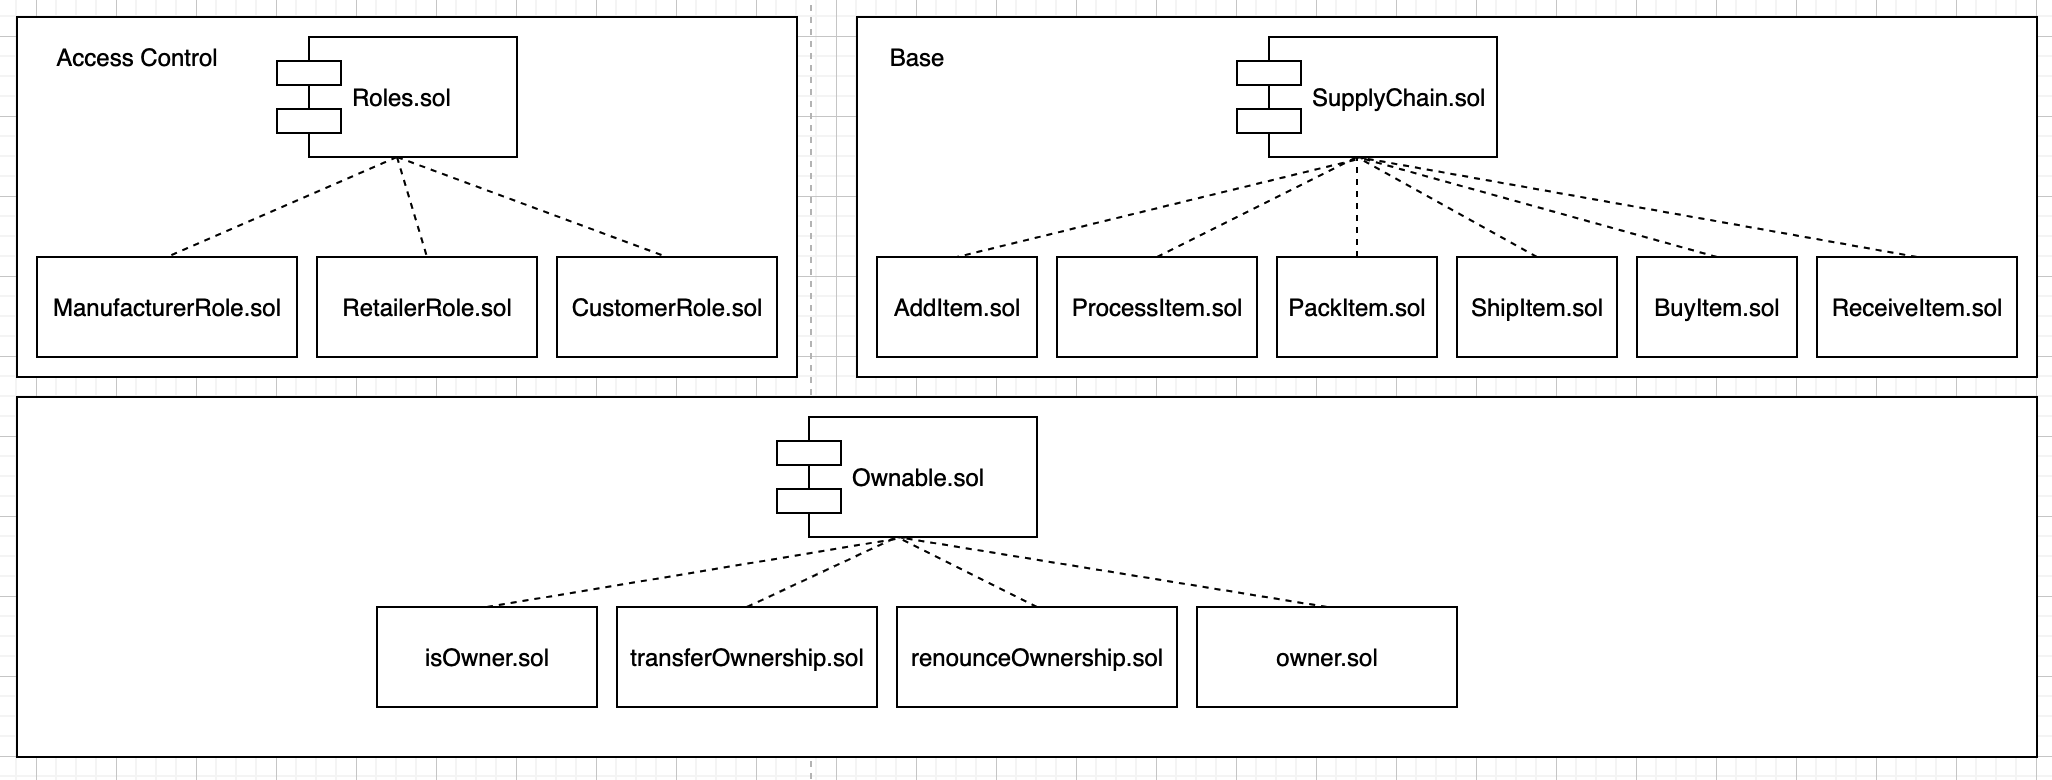 Access Control
Roles.sol
ManufacturerRole.sol
RetailerRole.sol
CustomerRole.sol
Base
SupplyChain.sol
AddItem.sol
ProcessItem.sol
PackItem.sol
ShipItem.sol
BuyItem.sol
ReceiveItem.sol
Ownable.sol
isOwner.sol
transferOwnership.sol
renounceOwnership.sol
owner.sol